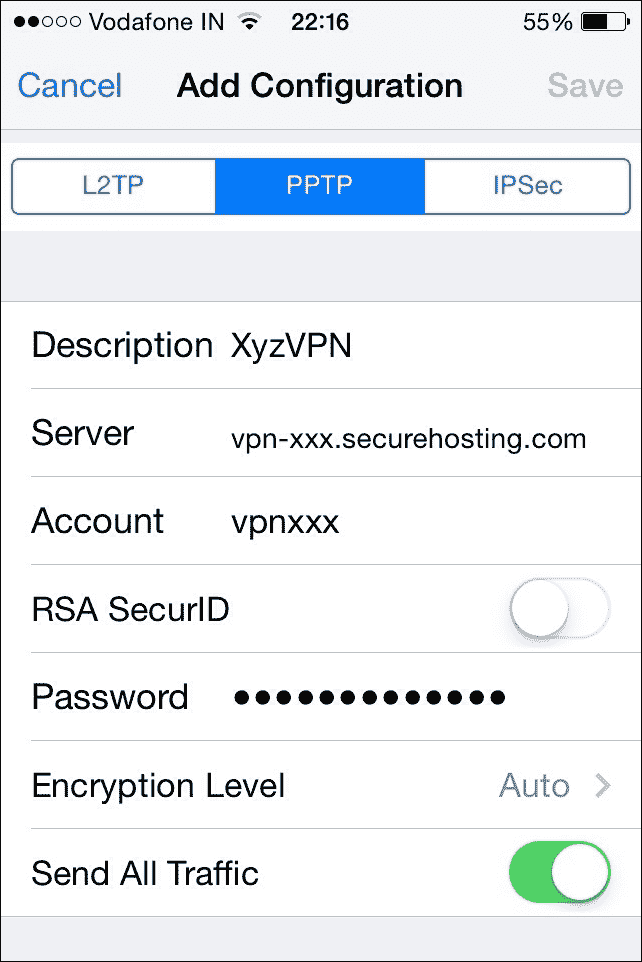 Vodafone IN 22:16 55%
Cancel Add Configuration Save
L2TP PPTP IPSec
Description XyzVPN
Server vpn-xxx.securehosting.com
Account vpnxxx
RSA SecurID
Password ●●●●●●●●●●●●●
Encryption Level Auto
Send All Traffic